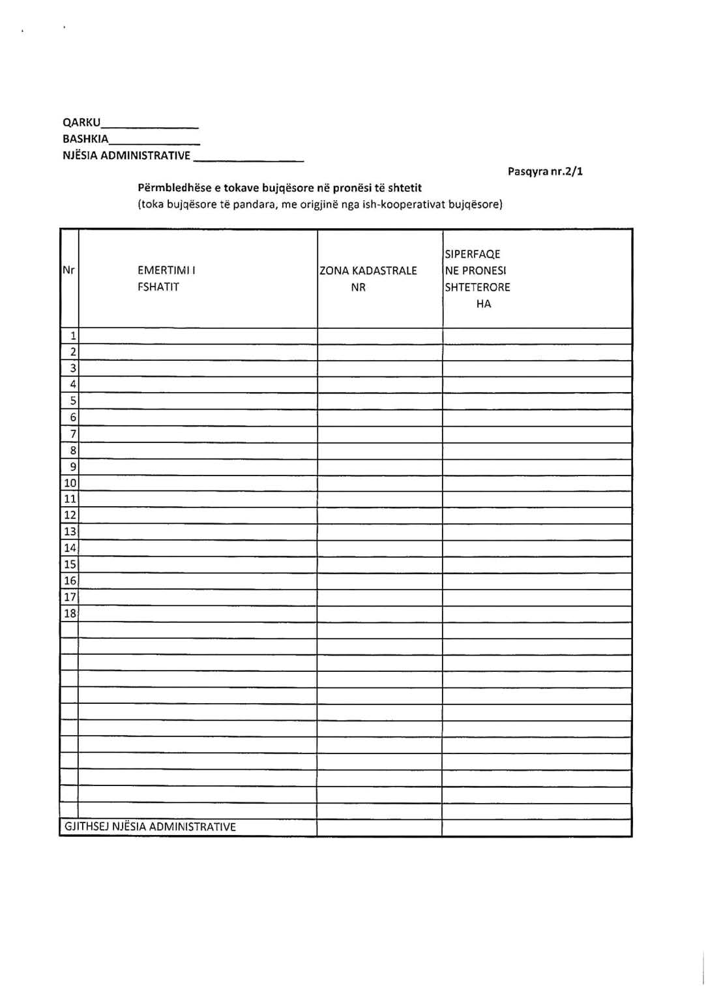 QARKU
BASHKIA
NJËSIA ADMINISTRATIVE
Pasqyra nr.2/1
Përmbledhëse e tokave bujqësore në pronësi të shtetit
(toka bujqësore të pandara, me origjinë nga ish-kooperativat bujqësore)
Nr
EMERTIMI I
FSHATIT
ZONA KADASTRALE
NR
SIPERFAQE
NE PRONESI
SHTETERORE
HA
1
2
3
4
5
6
7
8
9
10
11
12
13
14
15
16
17
18
GJITHSEJ NJËSIA ADMINISTRATIVE